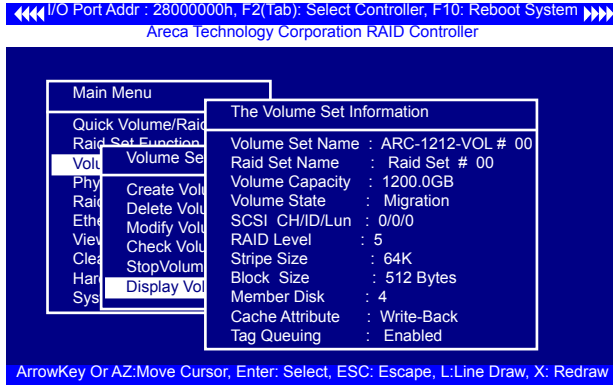 I/O Port Addr : 28000000h, F2(Tab): Select Controller, F10: Reboot System
Areca Technology Corporation RAID Controller
Main Menu
Quick Volume/Raid
Raid Set Function
Volu
Phy
Raid
Ethe
View
Clea
Hard
Sys
Volume Se
Create Volu
Delete Volu
Modify Volu
Check Volu
StopVolum
Display Vol
The Volume Set Information
Volume Set Name : ARC-1212-VOL # 00
Raid Set Name : Raid Set # 00
Volume Capacity : 1200.0GB
Volume State : Migration
SCSI CH/ID/Lun : 0/0/0
RAID Level : 5
Stripe Size : 64K
Block Size : 512 Bytes
Member Disk : 4
Cache Attribute : Write-Back
Tag Queuing : Enabled
ArrowKey Or AZ:Move Cursor, Enter: Select, ESC: Escape, L:Line Draw, X: Redraw